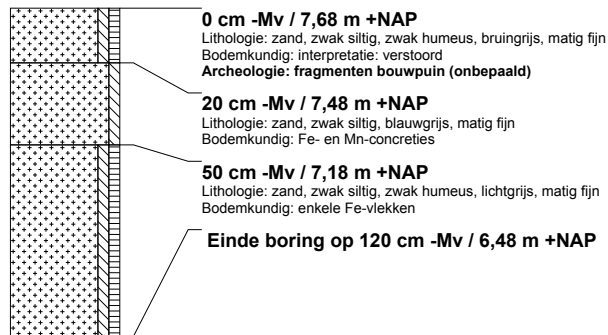 0 cm -Mv / 7,68 m +NAP
Lithologie: zand, zwak siltig, zwak humeus, bruingrijs, matig fijn
Bodemkundig: interpretatie: verstoord
Archeologie: fragmenten bouwpuin (onbepaald)
20 cm -Mv / 7,48 m +NAP
Lithologie: zand, zwak siltig, blauwgrijs, matig fijn
Bodemkundig: Fe- en Mn-concreties
50 cm -Mv / 7,18 m +NAP
Lithologie: zand, zwak siltig, zwak humeus, lichtgrijs, matig fijn
Bodemkundig: enkele Fe-vlekken
Einde boring op 120 cm -Mv / 6,48 m +NAP